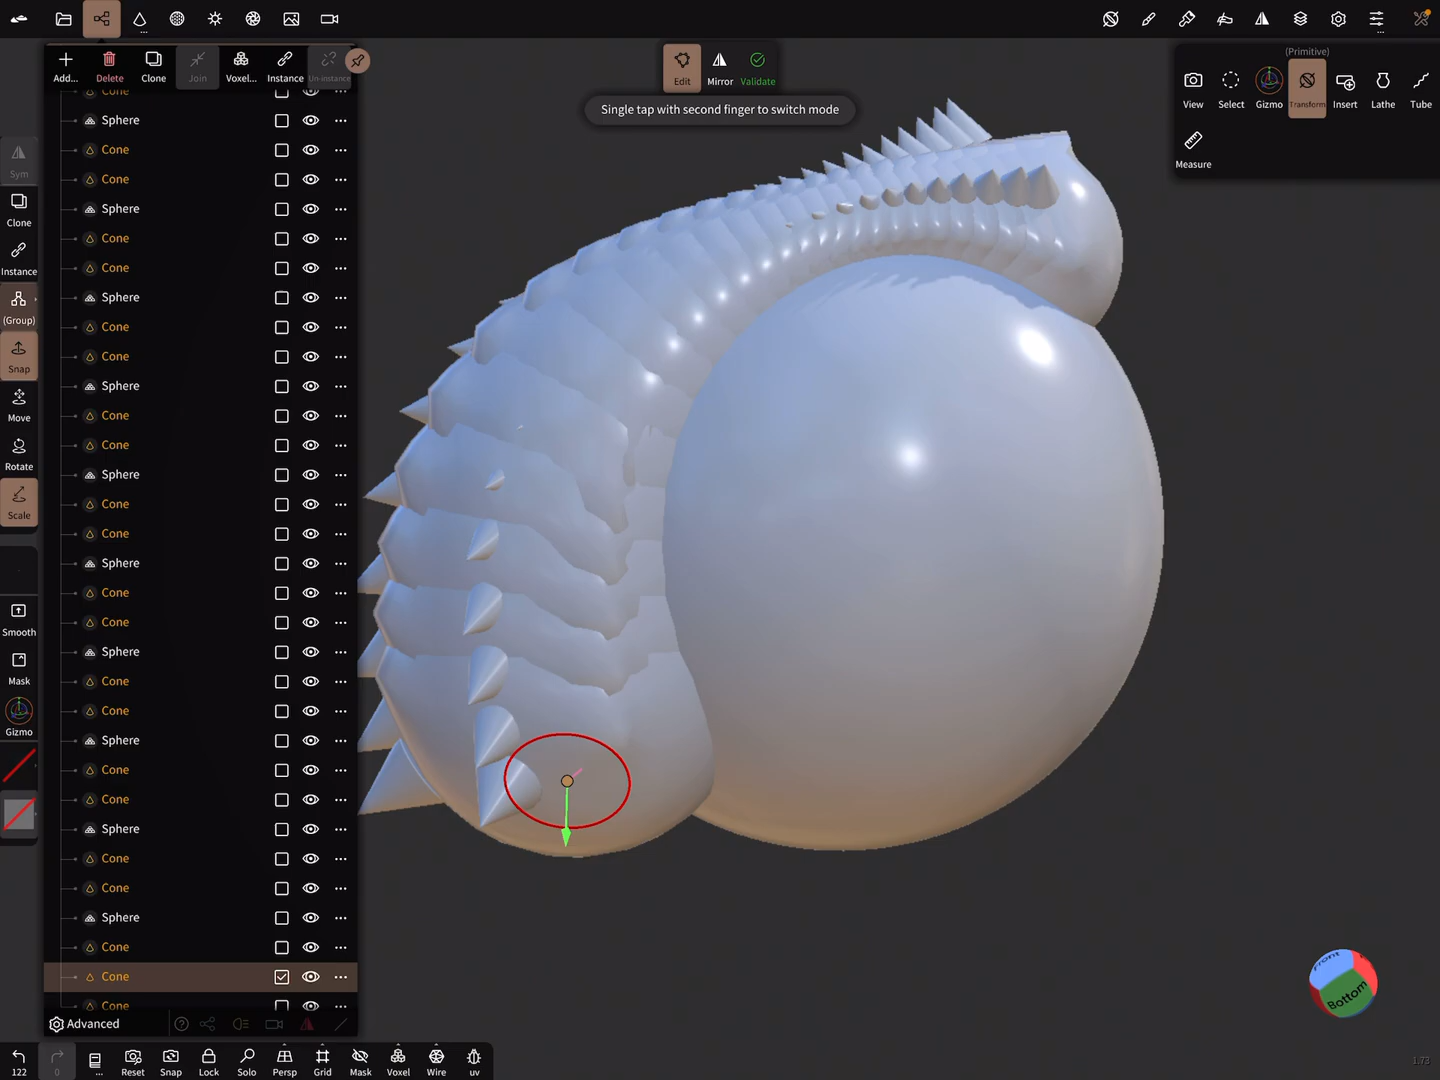 Add...
Delete
Clone
Join
Voxel...
Instance
Un-instance
Edit
Mirror
Validate
Single tap with second finger to switch mode
(Primitive)
View
Select
Gizmo
Transform
Insert
Lathe
Tube
Measure
Sym
Clone
Instance
(Group)
Snap
Move
Rotate
Scale
Smooth
Mask
Gizmo
Cone
Sphere
Cone
Cone
Sphere
Cone
Cone
Sphere
Cone
Cone
Sphere
Cone
Cone
Sphere
Cone
Cone
Sphere
Cone
Cone
Sphere
Cone
Cone
Sphere
Cone
Cone
Sphere
Cone
Cone
Sphere
Cone
Cone
Cone
Advanced
Front
Bottom
122
0
...
Reset
Snap
Lock
Solo
Persp
Grid
Mask
Voxel
Wire
uv
1.73